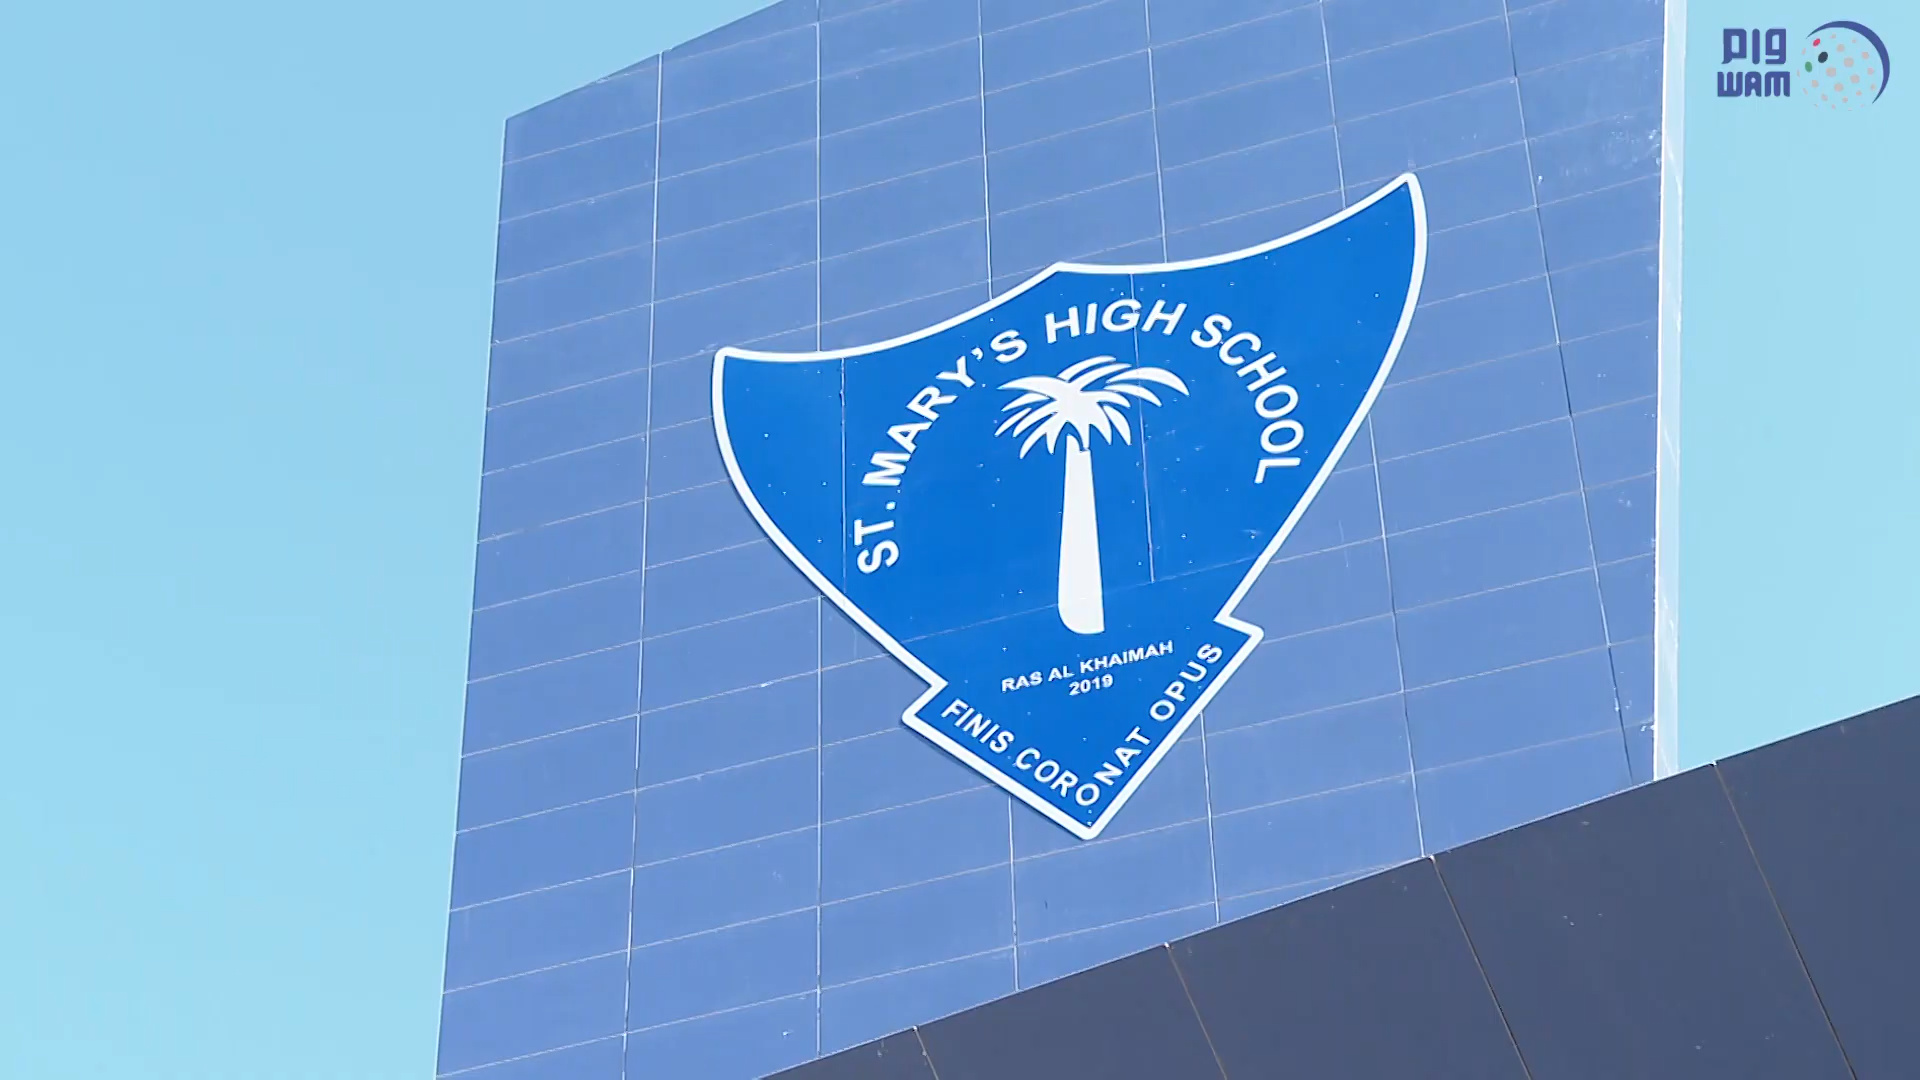 وام
WAM
ST. MARY'S HIGH SCHOOL
RAS AL KHAIMAH
2019
FINIS CORONAT OPUS